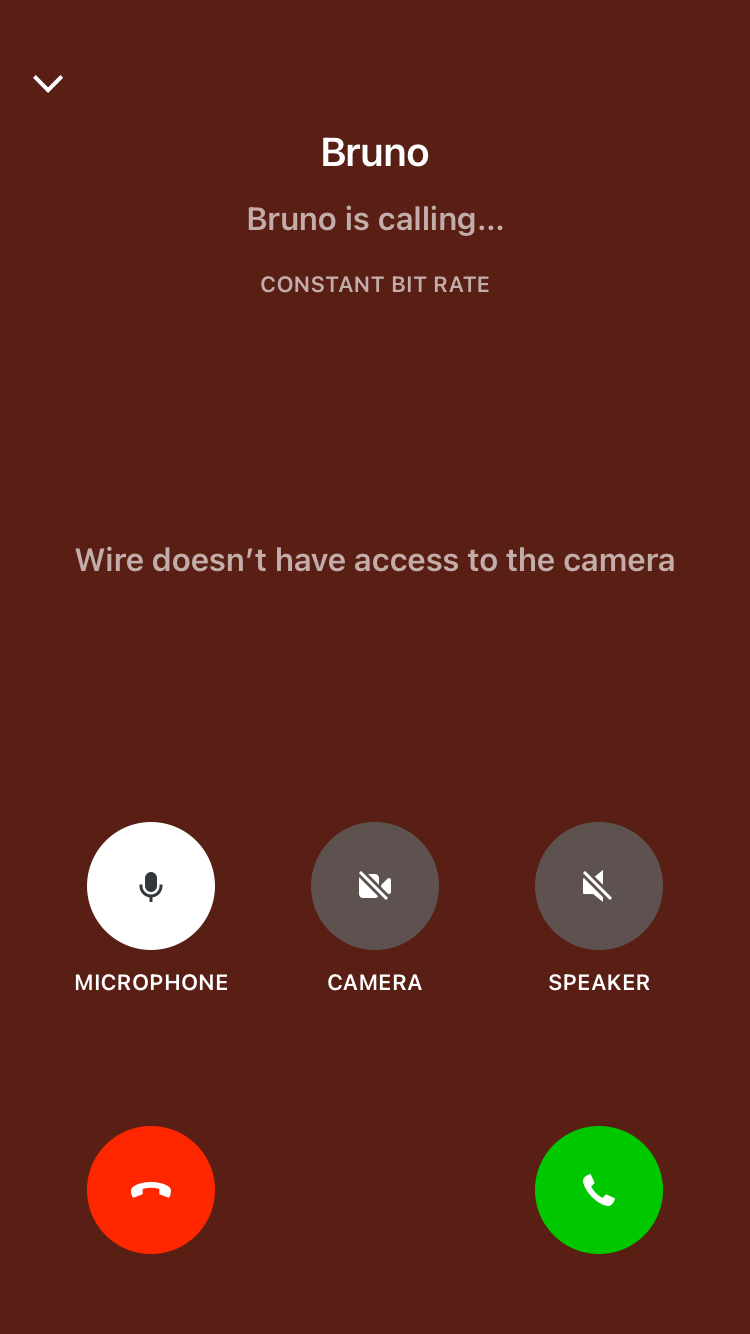 Bruno
Bruno is calling...
CONSTANT BIT RATE
Wire doesn’t have access to the camera
MICROPHONE
CAMERA
SPEAKER